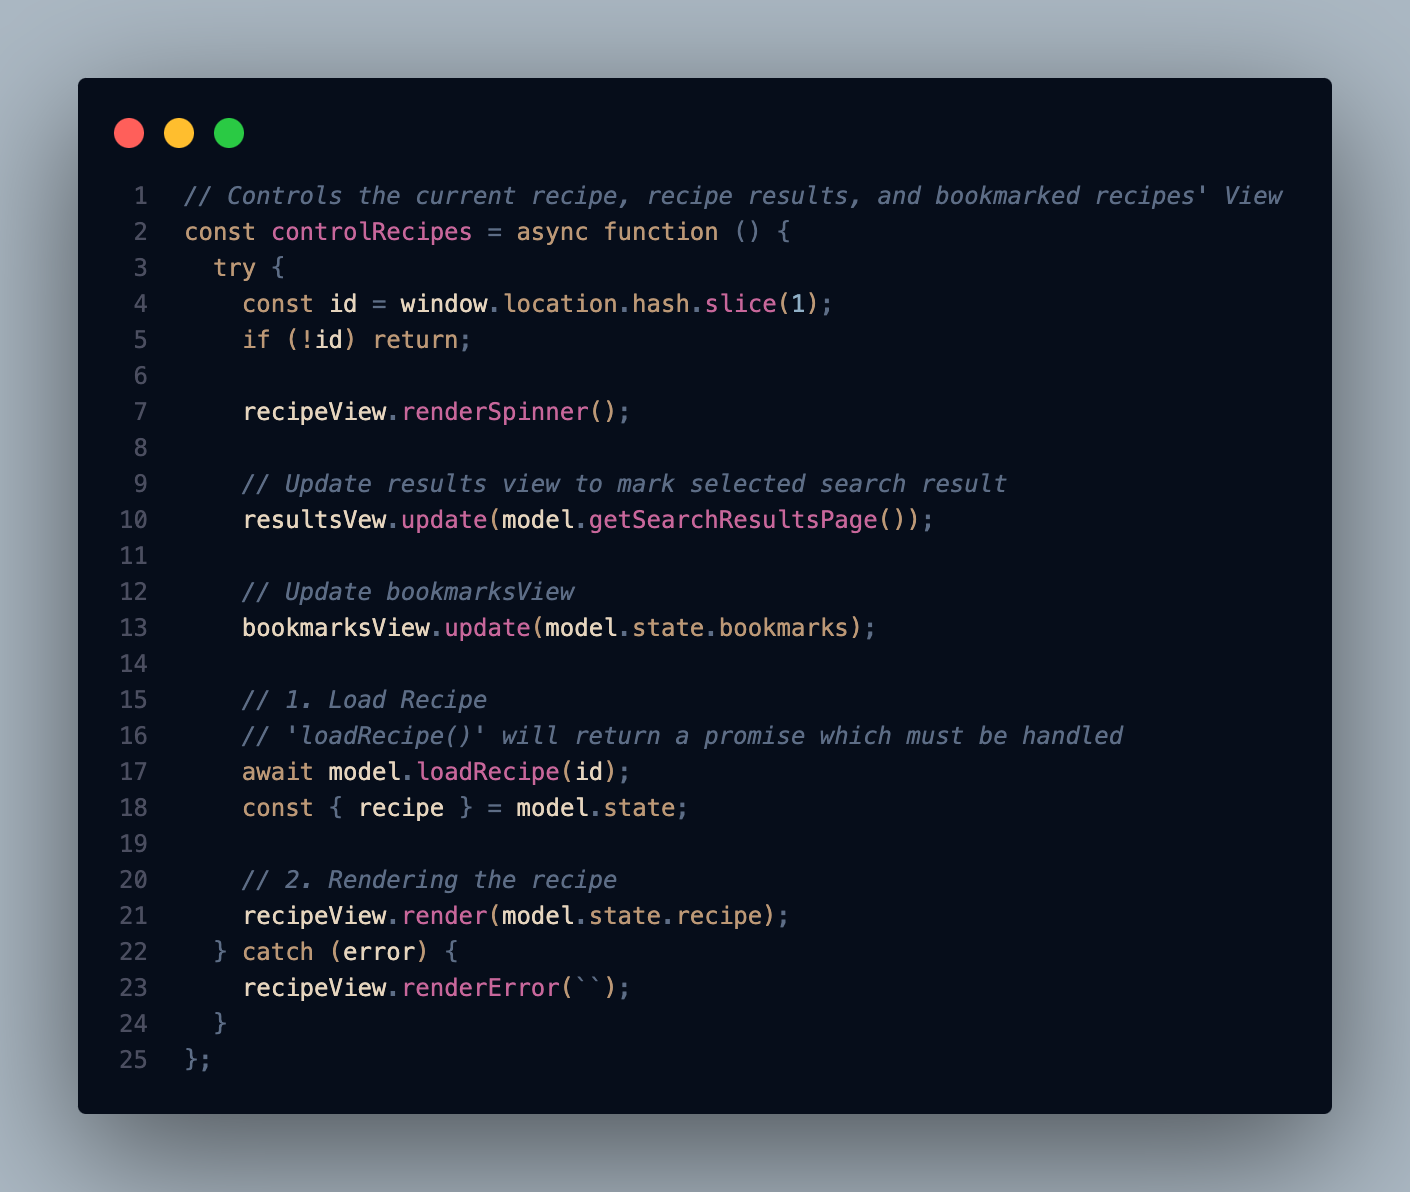 1 // Controls the current recipe, recipe results, and bookmarked recipes' View
2 const controlRecipes = async function () {
3   try {
4     const id = window.location.hash.slice(1);
5     if (!id) return;
6
7     recipeView.renderSpinner();
8
9     // Update results view to mark selected search result
10     resultsVew.update(model.getSearchResultsPage());
11
12     // Update bookmarksView
13     bookmarksView.update(model.state.bookmarks);
14
15     // 1. Load Recipe
16     // 'loadRecipe()' will return a promise which must be handled
17     await model.loadRecipe(id);
18     const { recipe } = model.state;
19
20     // 2. Rendering the recipe
21     recipeView.render(model.state.recipe);
22   } catch (error) {
23     recipeView.renderError(``);
24   }
25 };